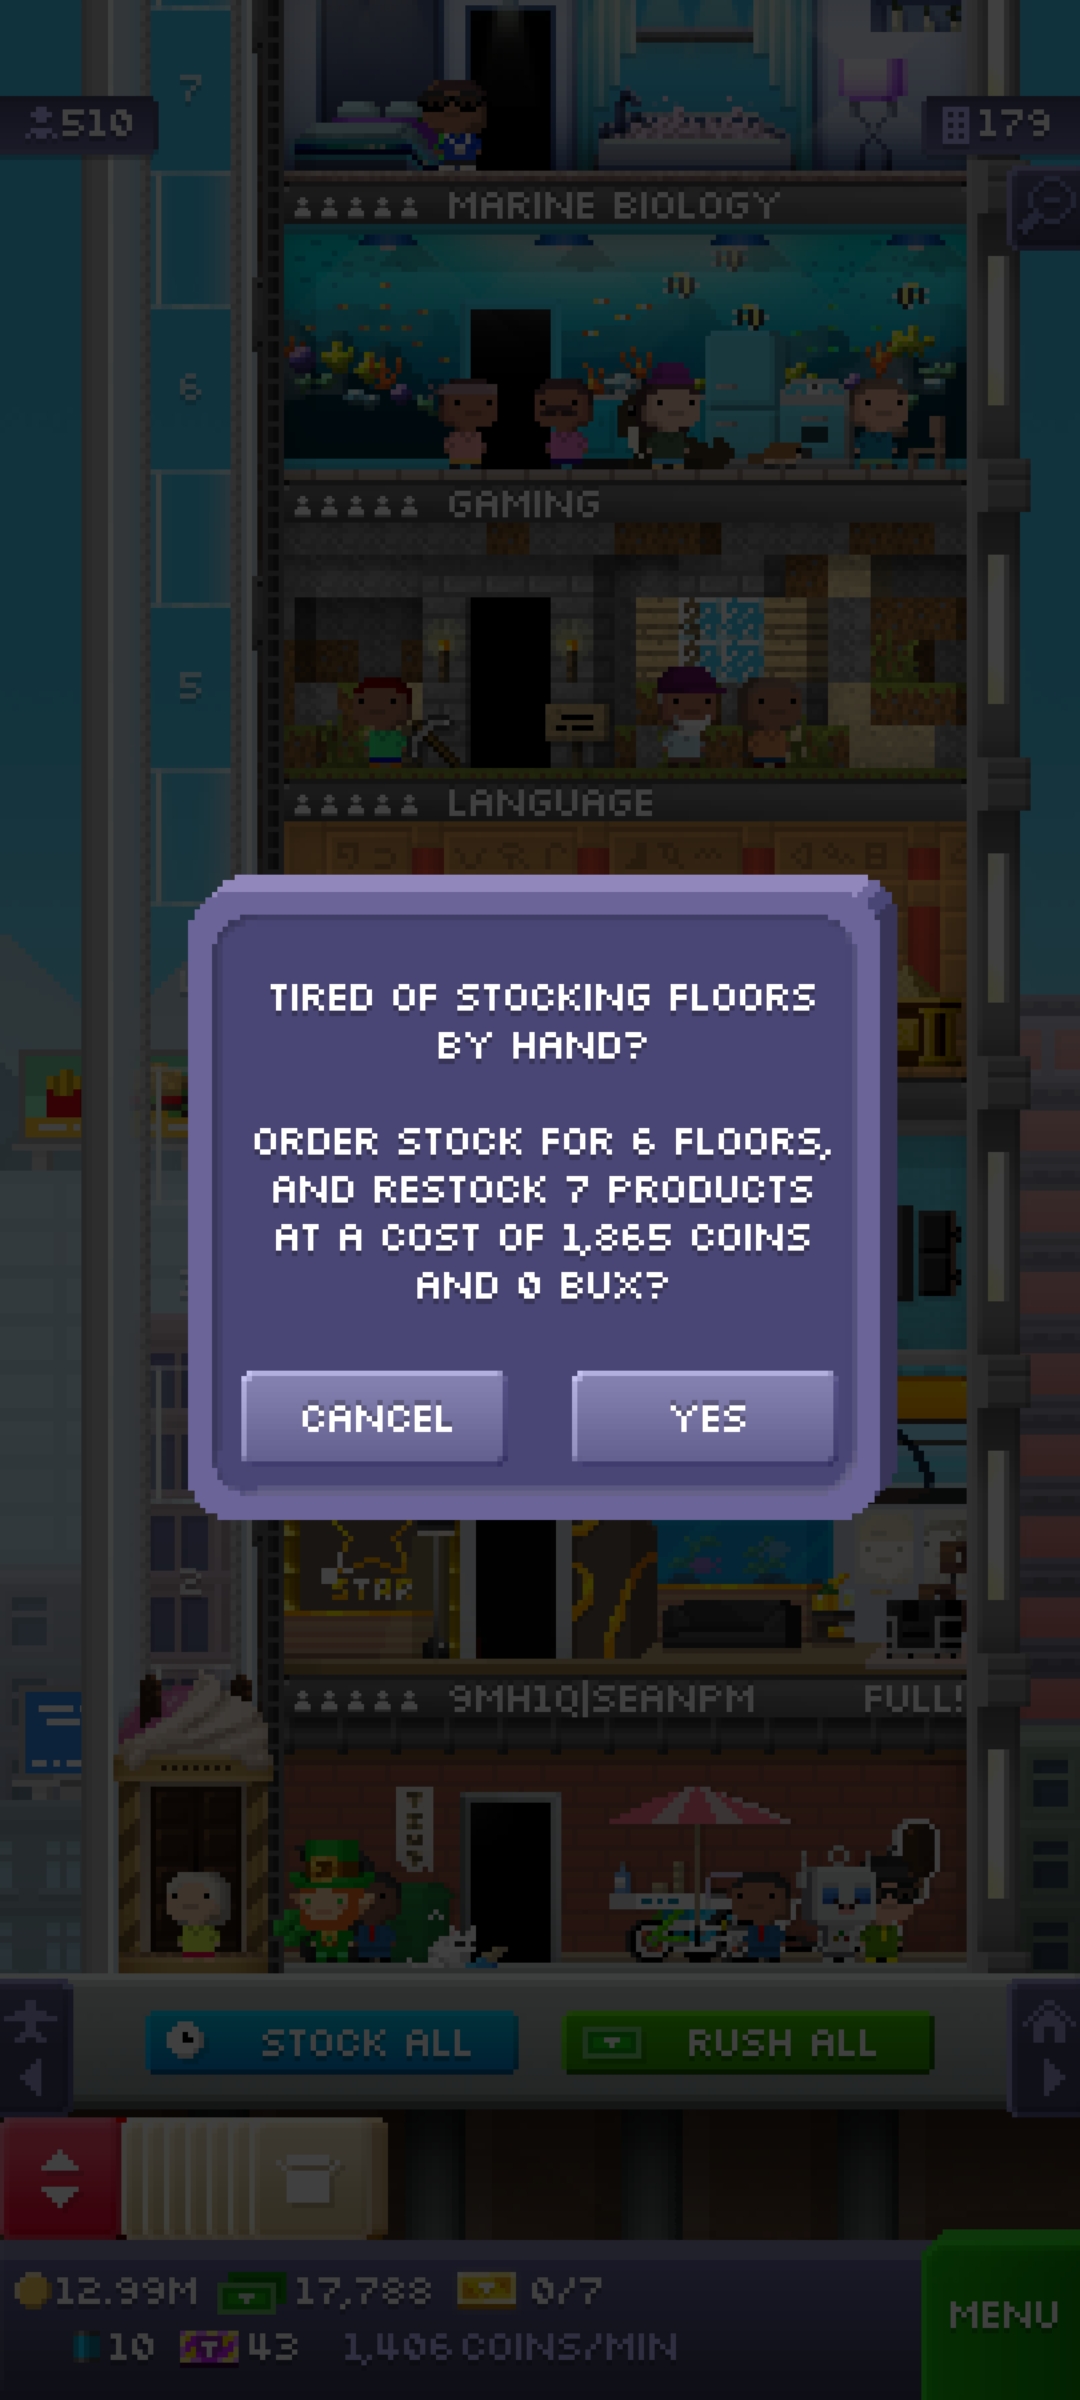 7
510
179
MARINE BIOLOGY
6
GAMING
5
LANGUAGE
TIRED OF STOCKING FLOORS
BY HAND?
ORDER STOCK FOR 6 FLOORS,
AND RESTOCK 7 PRODUCTS
AT A COST OF 1,865 COINS
AND 0 BUX?
CANCEL
YES
2
STAR
9MH1Q|SEANPM
FULL!
STOCK ALL
RUSH ALL
12.99M
17,788
0/7
10
43
1,406 COINS/MIN
MENU